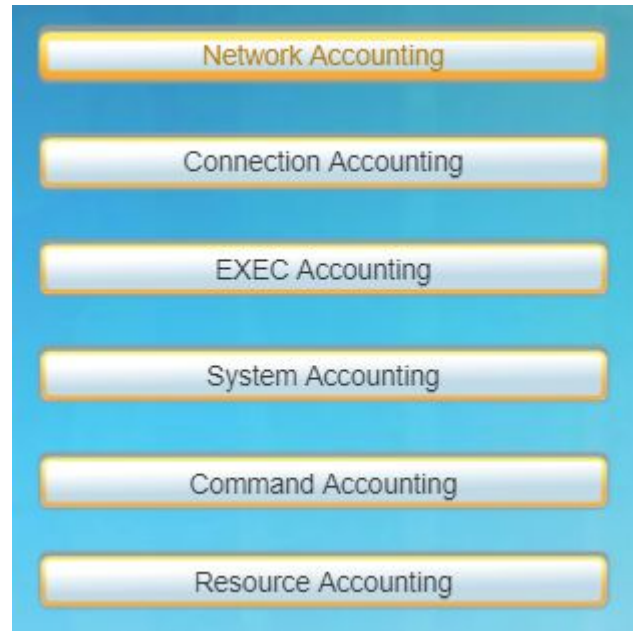 Network Accounting
Connection Accounting
EXEC Accounting
System Accounting
Command Accounting
Resource Accounting